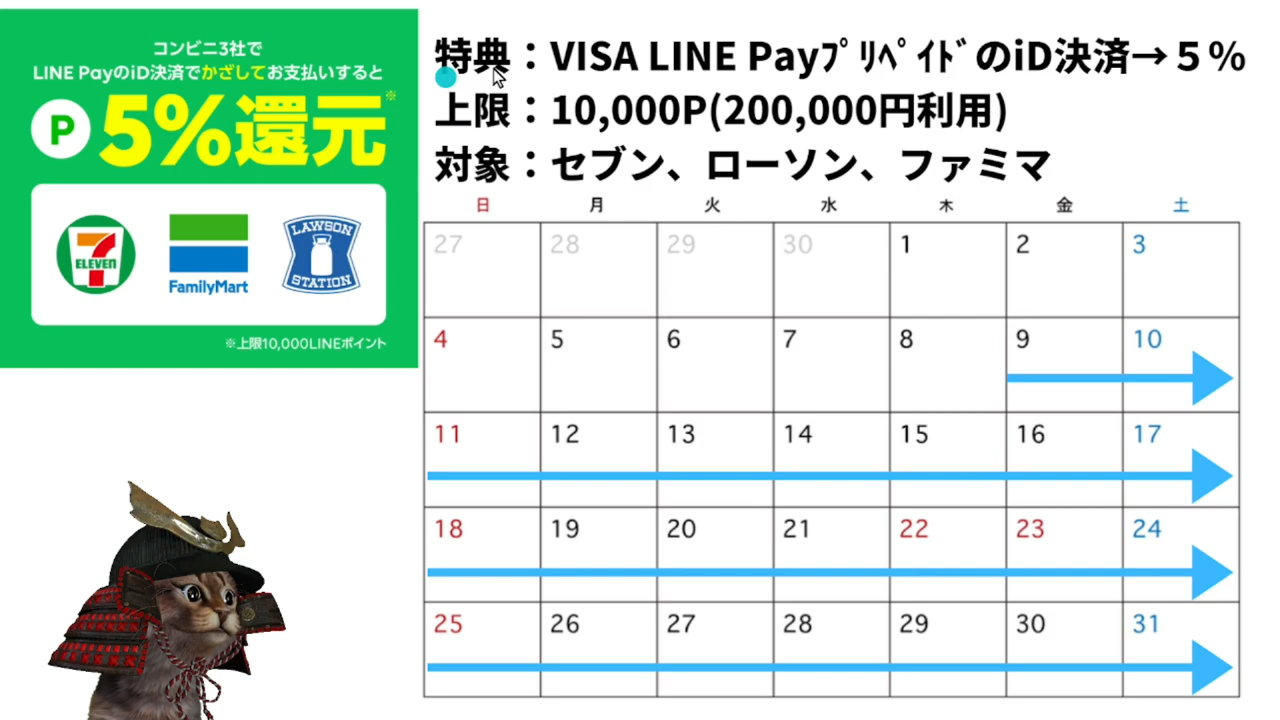 コンビニ3社で
LINE PayのiD決済でかざしてお支払いすると
P 5%還元※
7 ELEVEN
FamilyMart
LAWSON
STATION
※上限10,000LINEポイント
特典：VISA LINE Payﾌﾟﾘﾍﾟｲﾄﾞのid決済→５％
上限：10,000P(200,000円利用)
対象：セブン、ローソン、ファミマ
日 月 火 水 木 金 土
27 28 29 30 1 2 3
4 5 6 7 8 9 10
11 12 13 14 15 16 17
18 19 20 21 22 23 24
25 26 27 28 29 30 31